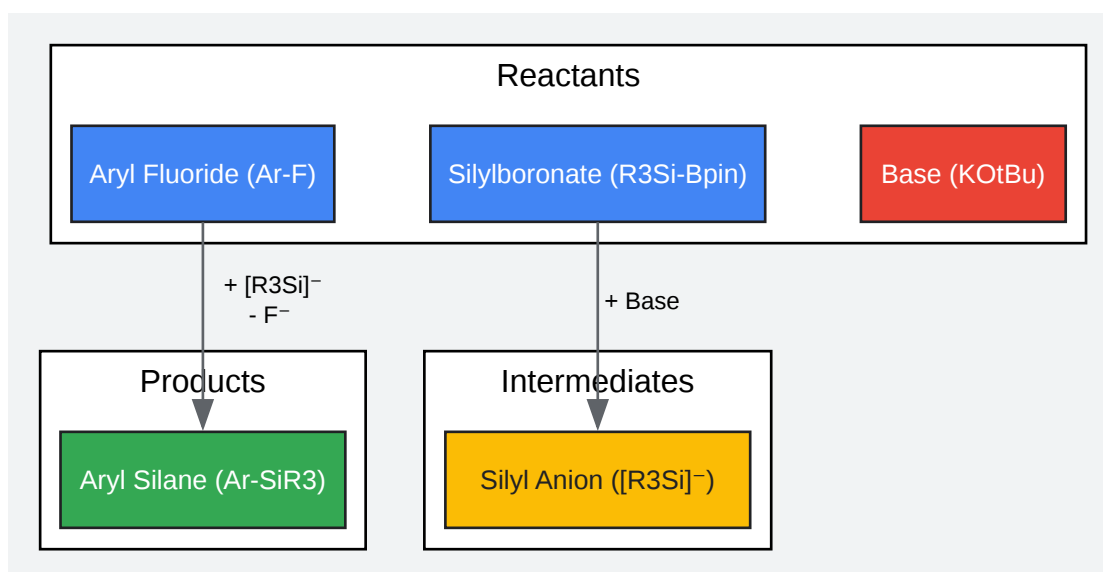 Reactants
Aryl Fluoride (Ar-F)
Silylboronate (R3Si-Bpin)
Base (KOtBu)
+ [R3Si]⁻
- F⁻
+ Base
Products
Intermediates
Aryl Silane (Ar-SiR3)
Silyl Anion ([R3Si]⁻)